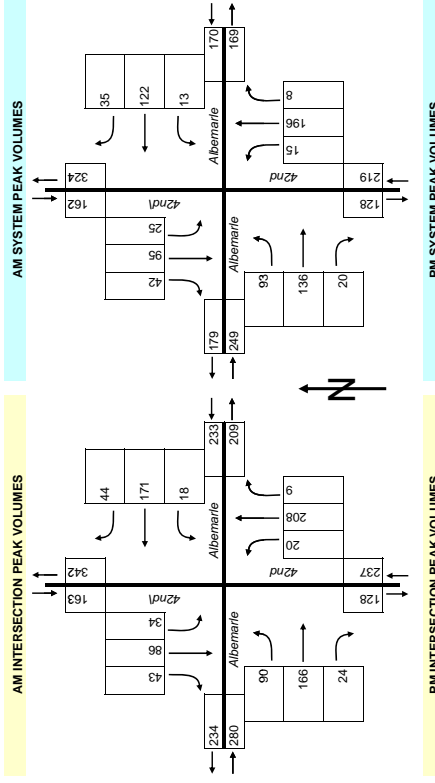 AM INTERSECTION PEAK VOLUMES
163 342
43 86 34
42nd\
44
171
18
234
280
Albemarle
Albemarle
233
209
90
166
24
42nd
20 208 9
128 237
N
AM SYSTEM PEAK VOLUMES
162 324
42 95 25
42nd\
35
122
13
179
249
Albemarle
Albemarle
170
169
93
136
20
42nd
15 196 8
128 219
PM INTERSECTION PEAK VOLUMES
PM SYSTEM PEAK VOLUMES